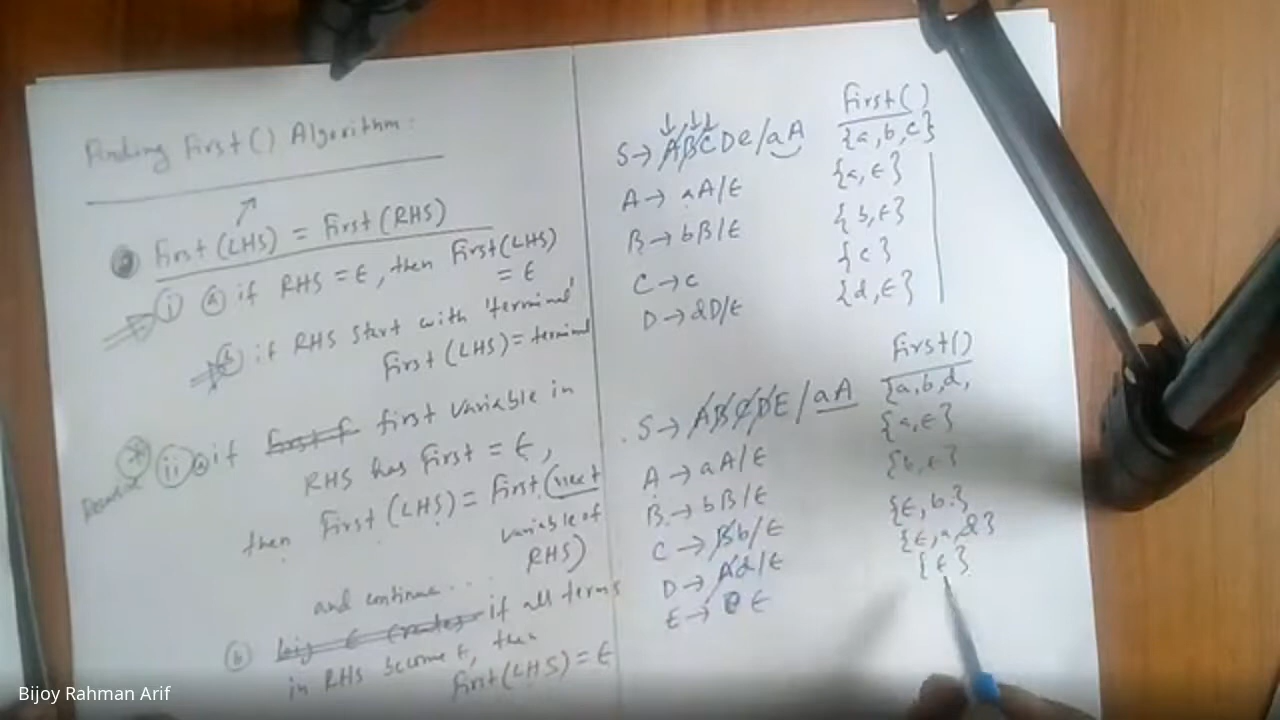 Finding First() Algorithm:
First(LHS) = First(RHS)
i a if RHS = ε, then First(LHS) = ε
b if RHS start with 'terminal'
First(LHS) = terminal
ii a if first variable in
RHS has First = ε,
then First(LHS) = First(next
variable of
RHS)
and continue...
b if all terms
in RHS become ε, then
First(LHS) = ε
First()
S → ABCDe/aA {a,b,c}
A → aA/ε {a,ε}
B → bB/ε {b,ε}
C → c {c}
D → dD/ε {d,ε}
First()
S → ABCDE/aA {a,b,d,
A → aA/ε {a,ε}
B → bB/ε {b,ε}
C → Bb/ε {ε,b}
D → Ad/ε {ε,a,d}
E → ε {ε}
Bijoy Rahman Arif